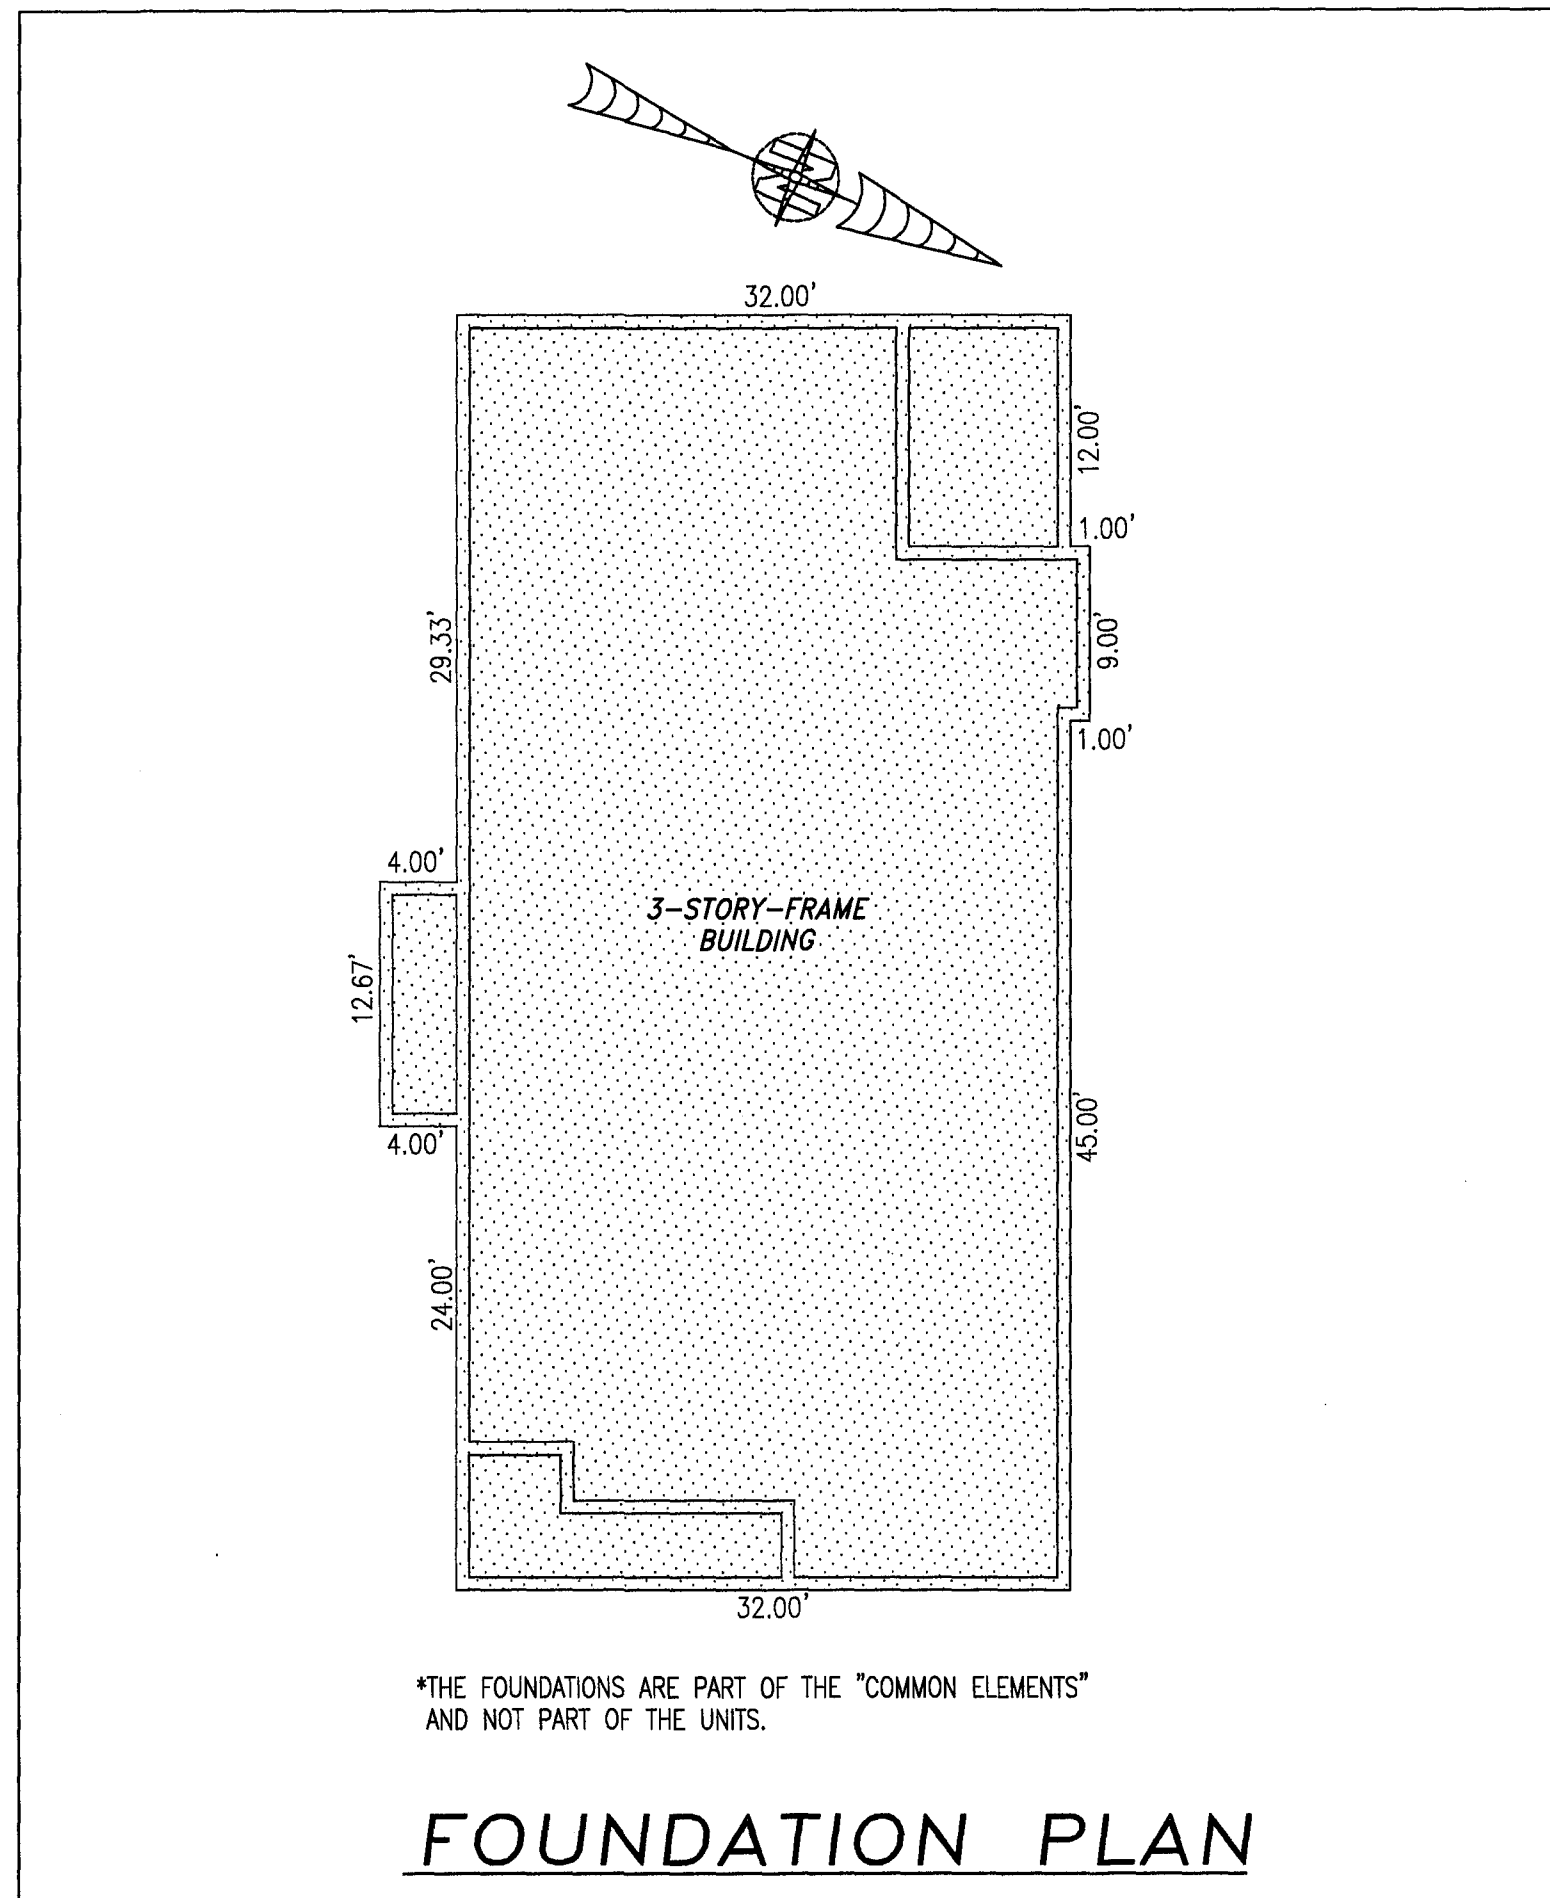 32.00'
12.00'
1.00'
29.33'
9.00'
1.00'
4.00'
3-STORY-FRAME
BUILDING
12.67'
45.00'
4.00'
24.00'
32.00'
*THE FOUNDATIONS ARE PART OF THE "COMMON ELEMENTS"
AND NOT PART OF THE UNITS.
FOUNDATION PLAN